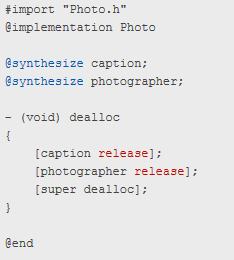 #import "Photo.h"
@implementation Photo
@synthesize caption;
@synthesize photographer;
- (void) dealloc
{
    [caption release];
    [photographer release];
    [super dealloc];
}
@end